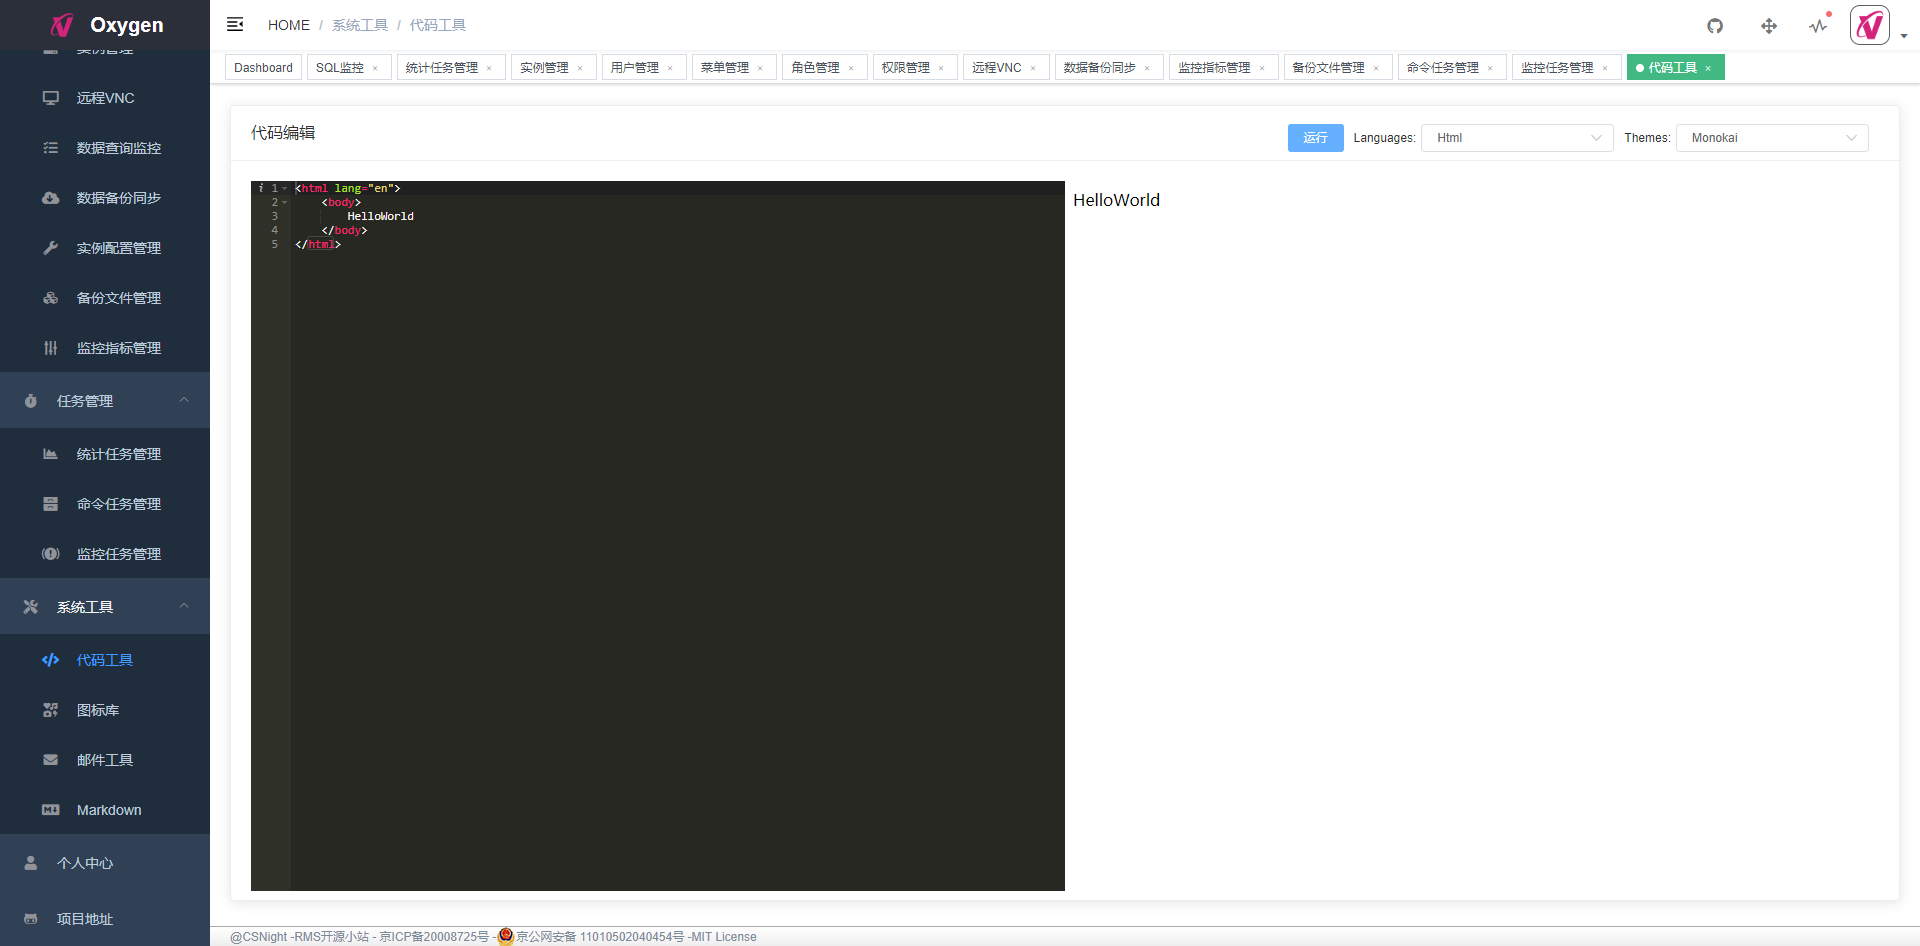 Oxygen
案例管理
远程VNC
数据查询监控
数据备份同步
实例配置管理
备份文件管理
监控指标管理
任务管理
统计任务管理
命令任务管理
监控任务管理
系统工具
代码工具
图标库
邮件工具
Markdown
个人中心
项目地址
HOME / 系统工具 / 代码工具
Dashboard SQL监控 × 统计任务管理 × 实例管理 × 用户管理 × 菜单管理 × 角色管理 × 权限管理 × 远程VNC × 数据备份同步 × 监控指标管理 × 备份文件管理 × 命令任务管理 × 监控任务管理 × 代码工具 ×
代码编辑
运行 Languages: Html Themes: Monokai
i 1 <html lang="en">
2 <body>
3 HelloWorld
4 </body>
5 </html>
HelloWorld
@CSNight -RMS开源小站 - 京ICP备20008725号 - 京公网安备 11010502040454号 -MIT License